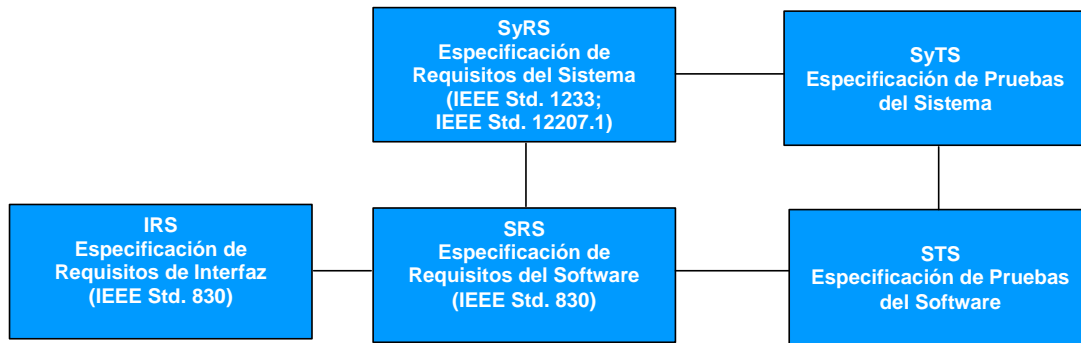 SyRS
Especificación de
Requisitos del Sistema
(IEEE Std. 1233;
IEEE Std. 12207.1)
SyTS
Especificación de Pruebas
del Sistema
IRS
Especificación de
Requisitos de Interfaz
(IEEE Std. 830)
SRS
Especificación de
Requisitos del Software
(IEEE Std. 830)
STS
Especificación de Pruebas
del Software